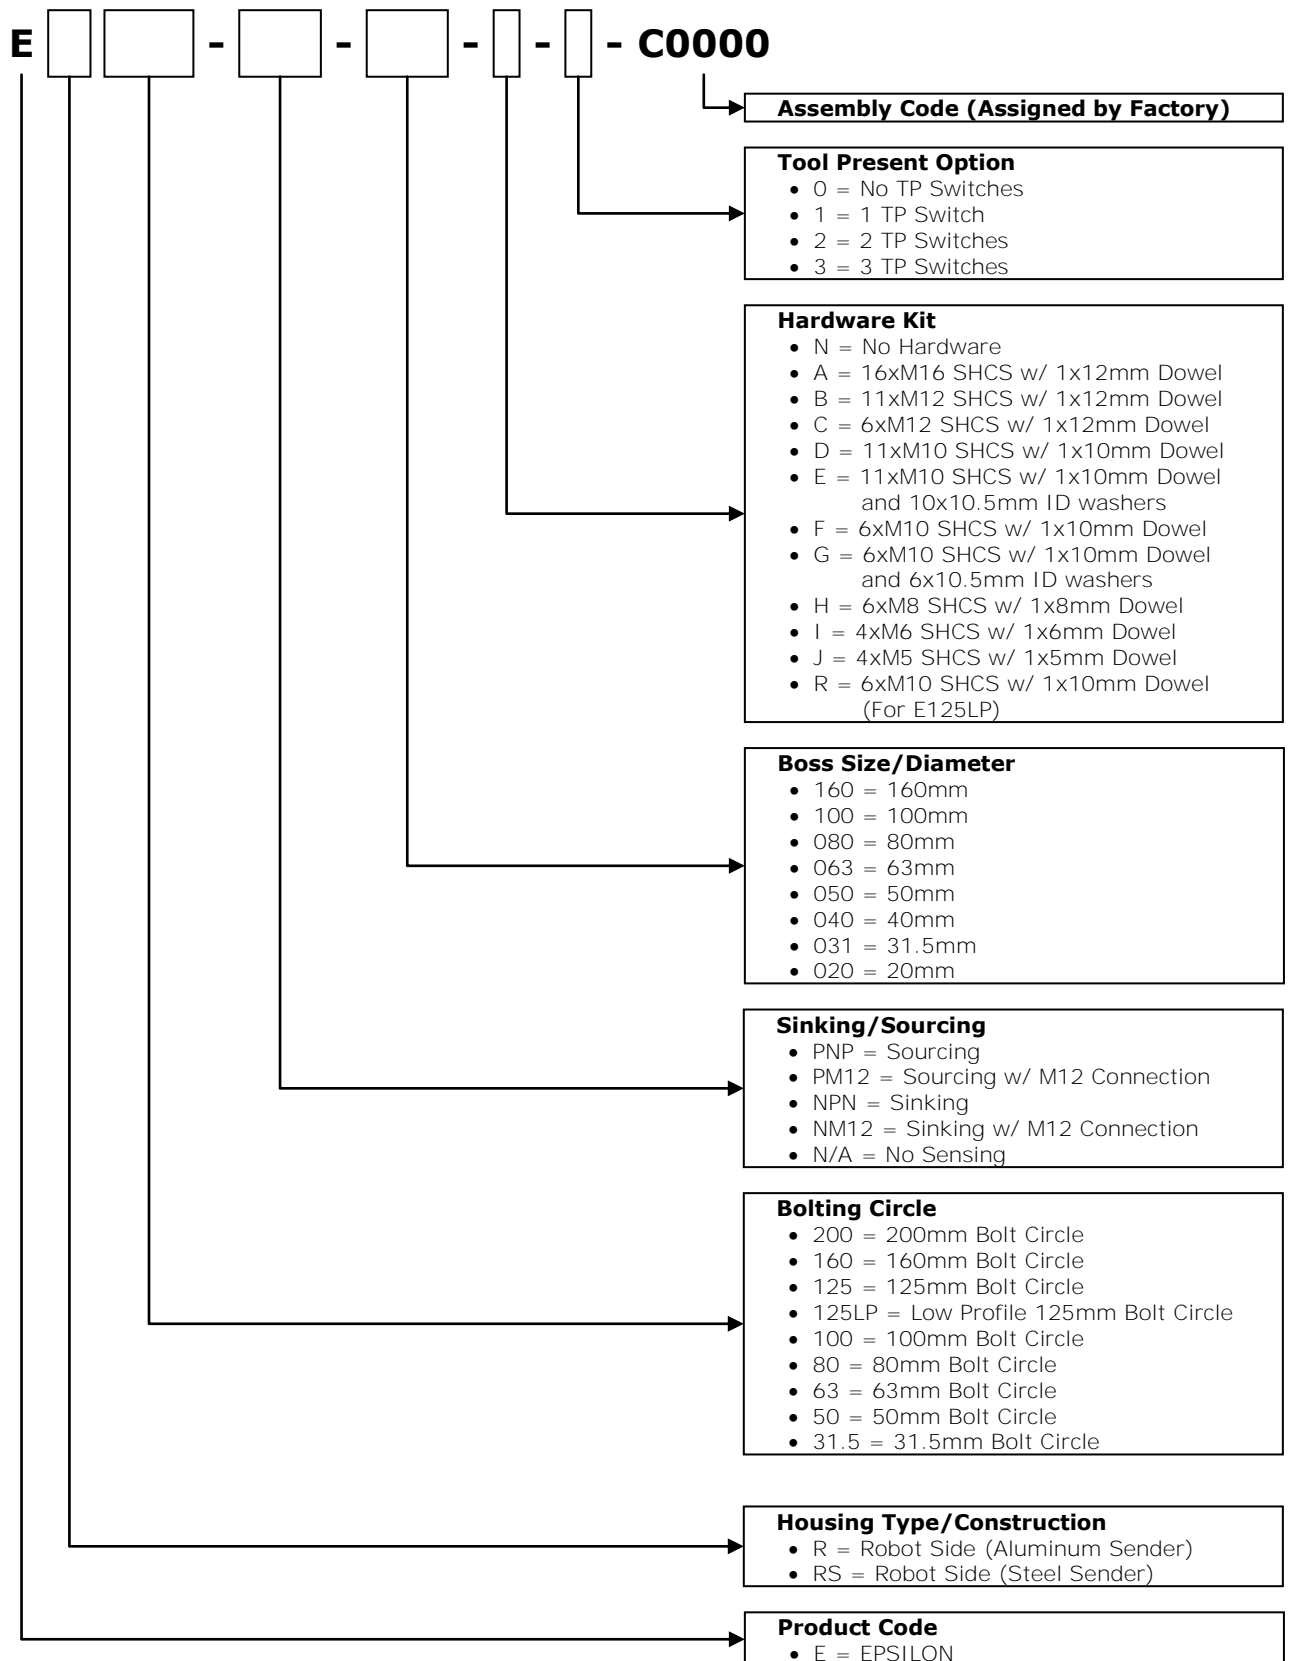 E - - - - - C0000
Assembly Code (Assigned by Factory)
Tool Present Option
• 0 = No TP Switches
• 1 = 1 TP Switch
• 2 = 2 TP Switches
• 3 = 3 TP Switches
Hardware Kit
• N = No Hardware
• A = 16xM16 SHCS w/ 1x12mm Dowel
• B = 11xM12 SHCS w/ 1x12mm Dowel
• C = 6xM12 SHCS w/ 1x12mm Dowel
• D = 11xM10 SHCS w/ 1x10mm Dowel
• E = 11xM10 SHCS w/ 1x10mm Dowel
and 10x10.5mm ID washers
• F = 6xM10 SHCS w/ 1x10mm Dowel
• G = 6xM10 SHCS w/ 1x10mm Dowel
and 6x10.5mm ID washers
• H = 6xM8 SHCS w/ 1x8mm Dowel
• I = 4xM6 SHCS w/ 1x6mm Dowel
• J = 4xM5 SHCS w/ 1x5mm Dowel
• R = 6xM10 SHCS w/ 1x10mm Dowel
(For E125LP)
Boss Size/Diameter
• 160 = 160mm
• 100 = 100mm
• 080 = 80mm
• 063 = 63mm
• 050 = 50mm
• 040 = 40mm
• 031 = 31.5mm
• 020 = 20mm
Sinking/Sourcing
• PNP = Sourcing
• PM12 = Sourcing w/ M12 Connection
• NPN = Sinking
• NM12 = Sinking w/ M12 Connection
• N/A = No Sensing
Bolting Circle
• 200 = 200mm Bolt Circle
• 160 = 160mm Bolt Circle
• 125 = 125mm Bolt Circle
• 125LP = Low Profile 125mm Bolt Circle
• 100 = 100mm Bolt Circle
• 80 = 80mm Bolt Circle
• 63 = 63mm Bolt Circle
• 50 = 50mm Bolt Circle
• 31.5 = 31.5mm Bolt Circle
Housing Type/Construction
• R = Robot Side (Aluminum Sender)
• RS = Robot Side (Steel Sender)
Product Code
• E = EPSILON